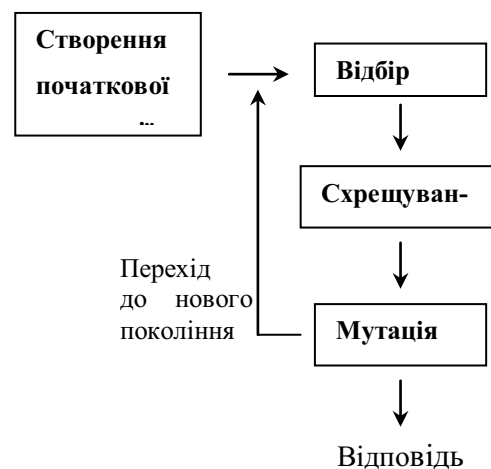 Створення
початкової
Відбір
Схрещуван-
Перехід
до нового
покоління
Мутація
Відповідь